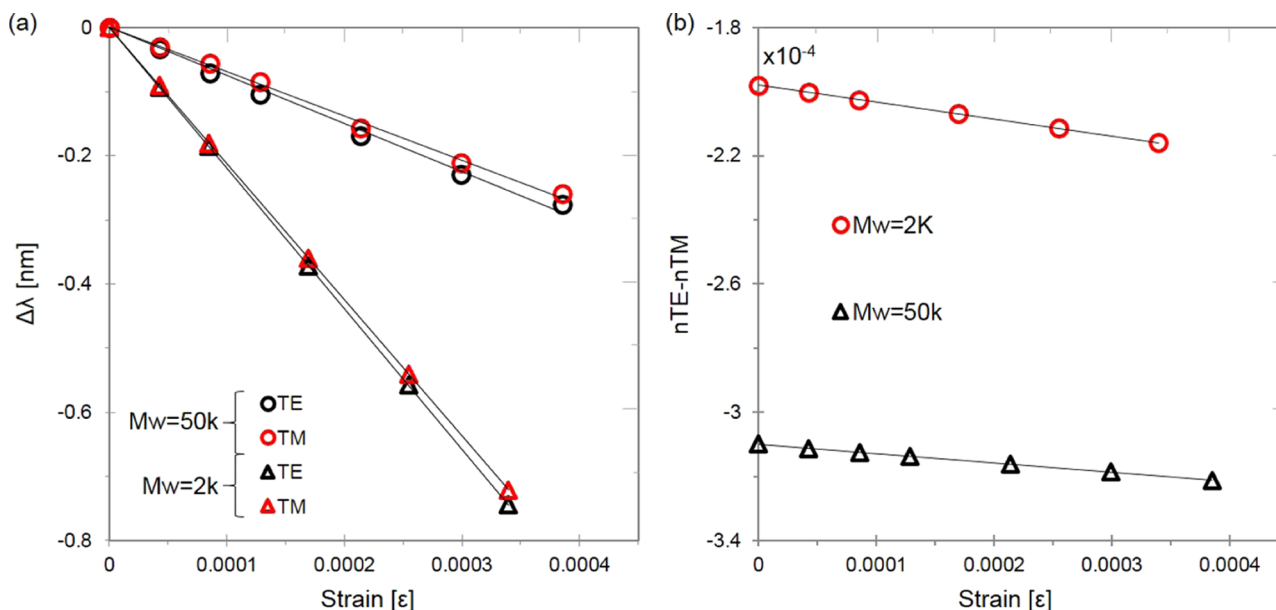 (a)
0
-0.2
-0.4
-0.6
-0.8
Δλ [nm]
Mw=50k
TE
TM
Mw=2k
TE
TM
0 0.0001 0.0002 0.0003 0.0004
Strain [ε]
(b)
-1.8
x10-4
-2.2
-2.6
-3
-3.4
nTE-nTM
Mw=2K
Mw=50k
0 0.0001 0.0002 0.0003 0.0004
Strain [ε]